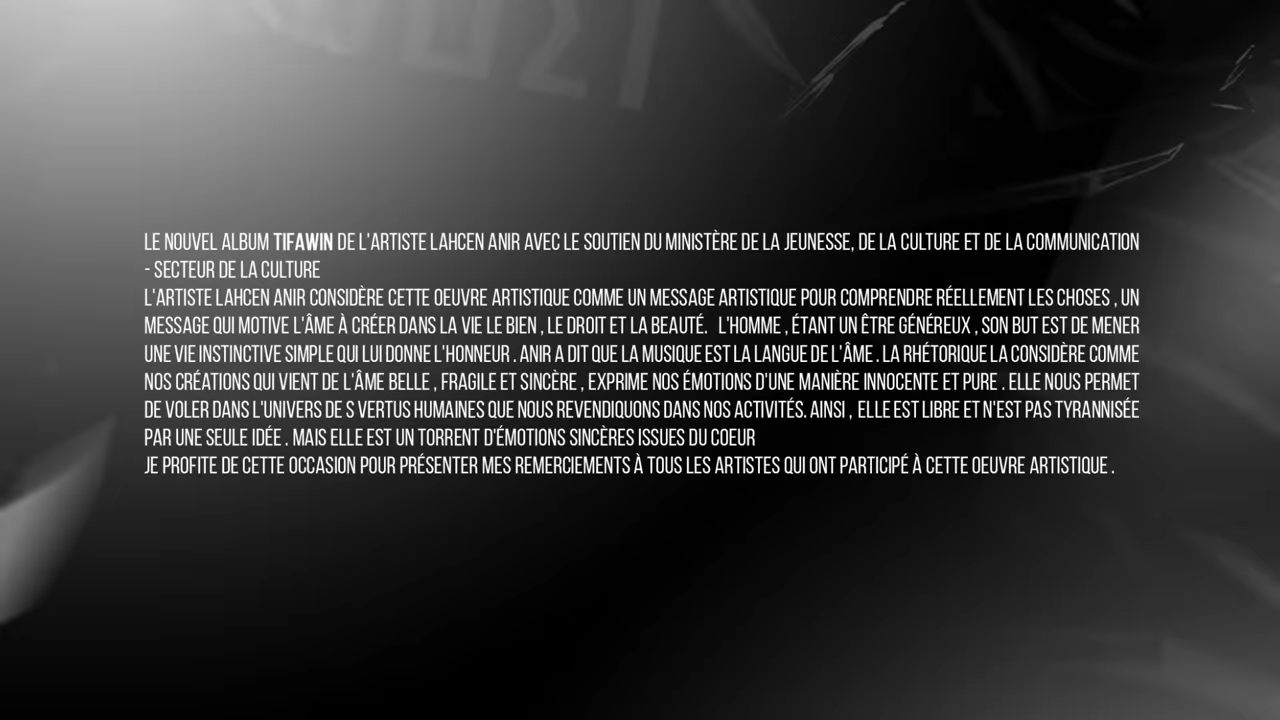 LE NOUVEL ALBUM TIFAWIN DE L'ARTISTE LAHCEN ANIR AVEC LE SOUTIEN DU MINISTÈRE DE LA JEUNESSE, DE LA CULTURE ET DE LA COMMUNICATION
- SECTEUR DE LA CULTURE
L'ARTISTE LAHCEN ANIR CONSIDÈRE CETTE OEUVRE ARTISTIQUE COMME UN MESSAGE ARTISTIQUE POUR COMPRENDRE RÉELLEMENT LES CHOSES , UN
MESSAGE QUI MOTIVE L'ÂME À CRÉER DANS LA VIE LE BIEN , LE DROIT ET LA BEAUTÉ. L'HOMME , ÉTANT UN ÊTRE GÉNÉREUX , SON BUT EST DE MENER
UNE VIE INSTINCTIVE SIMPLE QUI LUI DONNE L'HONNEUR . ANIR A DIT QUE LA MUSIQUE EST LA LANGUE DE L'ÂME . LA RHÉTORIQUE LA CONSIDÈRE COMME
NOS CRÉATIONS QUI VIENT DE L'ÂME BELLE , FRAGILE ET SINCÈRE , EXPRIME NOS ÉMOTIONS D'UNE MANIÈRE INNOCENTE ET PURE . ELLE NOUS PERMET
DE VOLER DANS L'UNIVERS DE S VERTUS HUMAINES QUE NOUS REVENDIQUONS DANS NOS ACTIVITÉS. AINSI , ELLE EST LIBRE ET N'EST PAS TYRANNISÉE
PAR UNE SEULE IDÉE . MAIS ELLE EST UN TORRENT D'ÉMOTIONS SINCÈRES ISSUES DU COEUR
JE PROFITE DE CETTE OCCASION POUR PRÉSENTER MES REMERCIEMENTS À TOUS LES ARTISTES QUI ONT PARTICIPÉ À CETTE OEUVRE ARTISTIQUE .